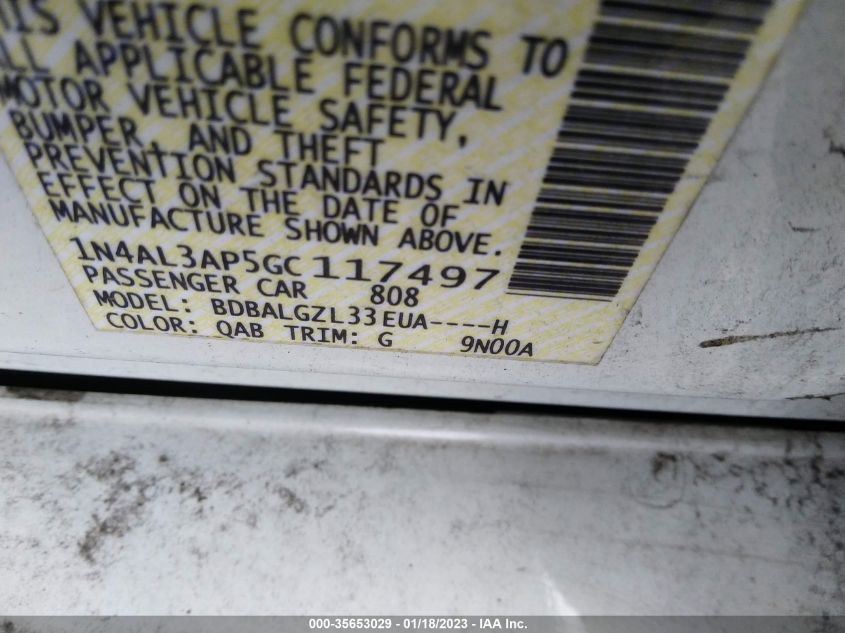 THIS VEHICLE CONFORMS TO
ALL APPLICABLE FEDERAL
MOTOR VEHICLE SAFETY,
BUMPER, AND THEFT
PREVENTION STANDARDS IN
EFFECT ON THE DATE OF
MANUFACTURE SHOWN ABOVE.
1N4AL3AP5GC117497
PASSENGER CAR 808
MODEL: BDBALGZL33EUA----H
COLOR: QAB TRIM: G 9N00A
000-35653029 - 01/18/2023 - IAA Inc.